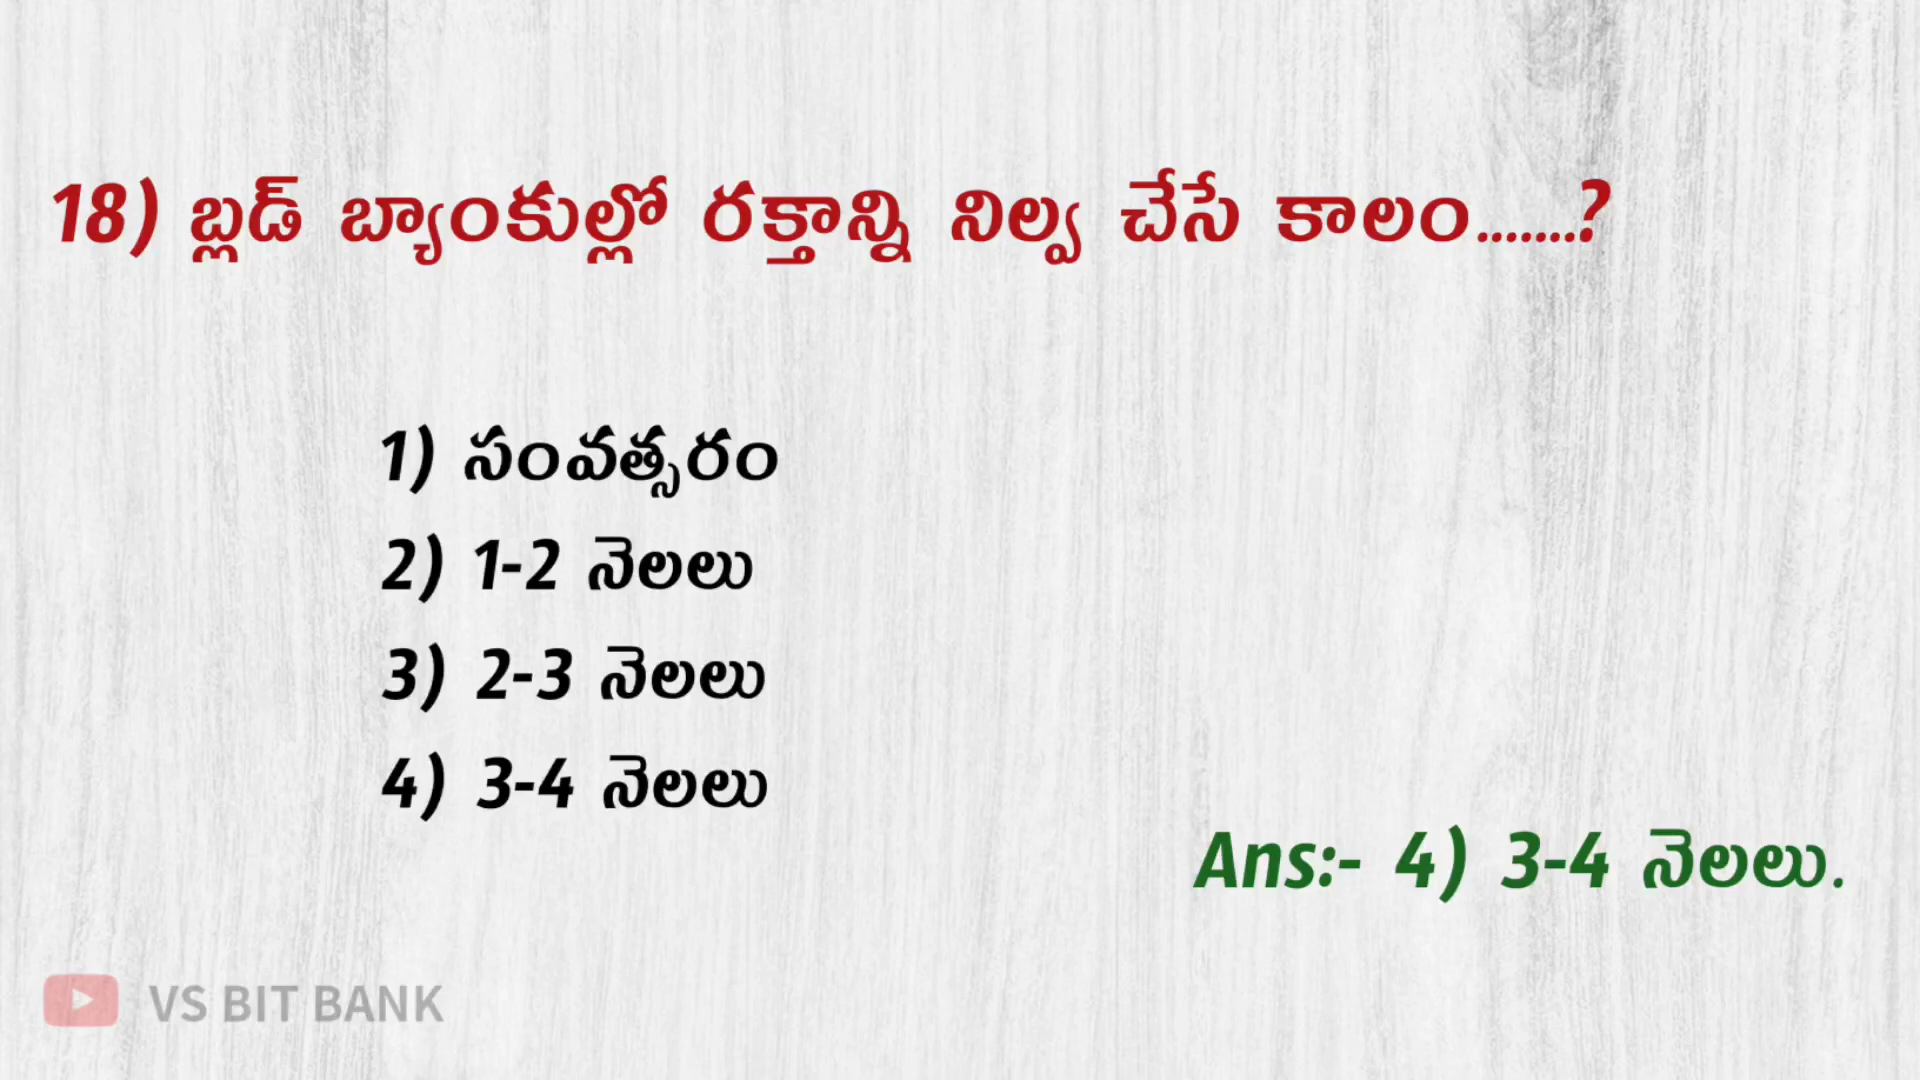 18) బ్లడ్ బ్యాంకుల్లో రక్తాన్ని నిల్వ చేసే కాలం.......?
1) సంవత్సరం
2) 1-2 నెలలు
3) 2-3 నెలలు
4) 3-4 నెలలు
Ans:- 4) 3-4 నెలలు.
VS BIT BANK